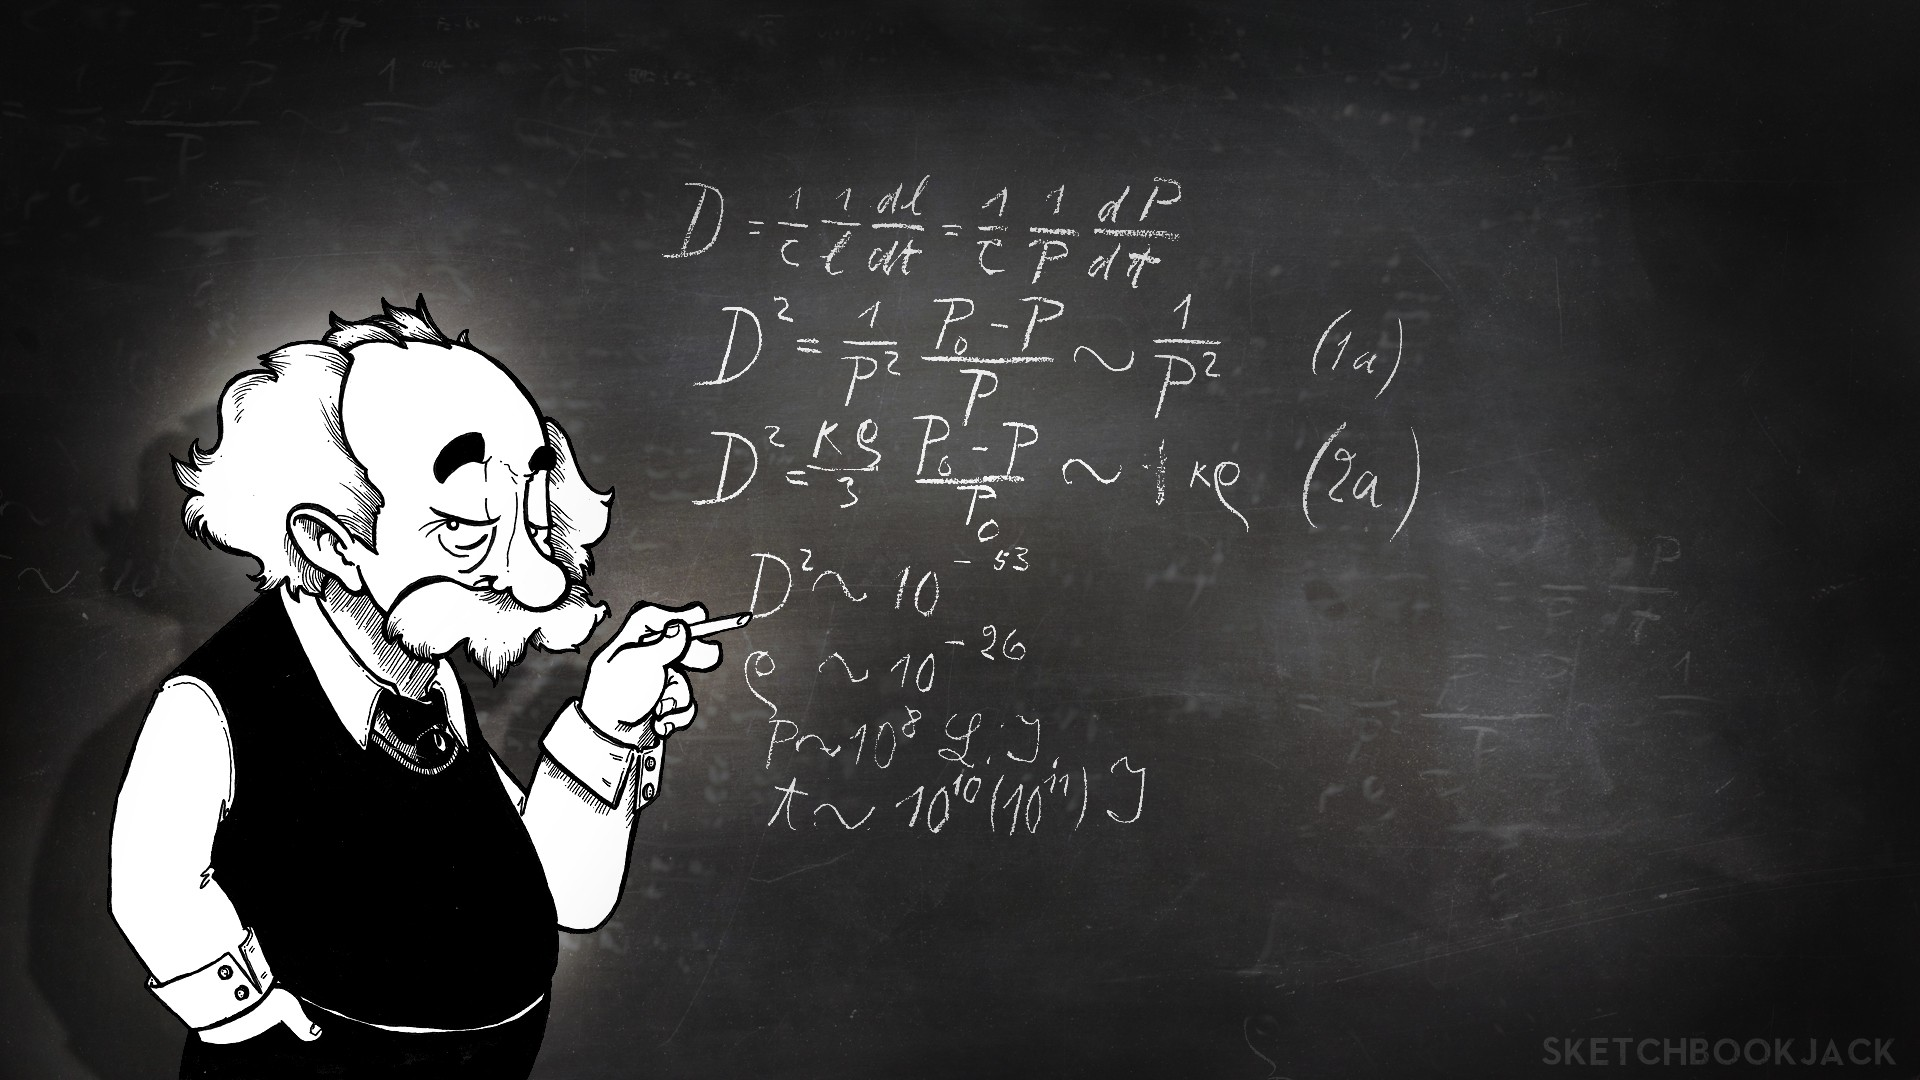 D = 1/c 1/l dl/dt = 1/c 1/P dP/dt
D² = 1/P² (P₀ - P)/P ~ 1/P² (1a)
D² = κρ/3 (P₀ - P)/P₀ ~ κρ (2a)
D² ~ 10⁻⁵³
ρ ~ 10⁻²⁶
P ~ 10⁸ L.J.
t ~ 10¹⁰(10¹¹) J
SKETCHBOOKJACK